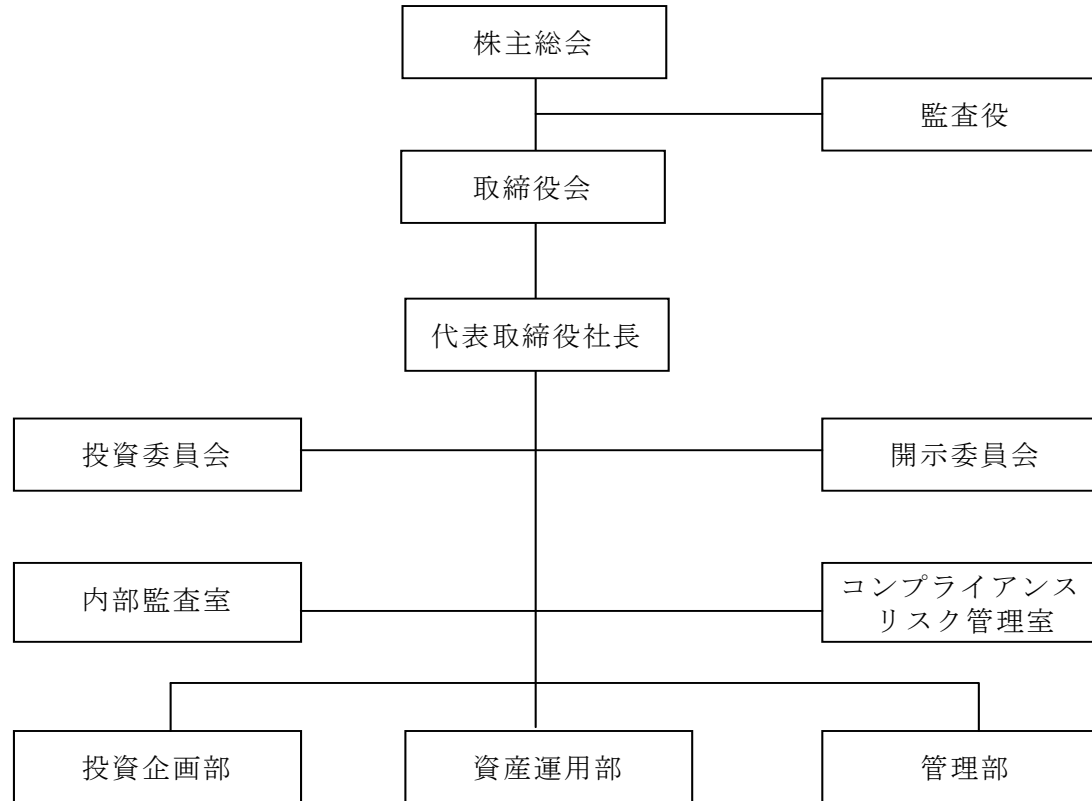 株主総会
監査役
取締役会
代表取締役社長
投資委員会
開示委員会
内部監査室
コンプライアンス
リスク管理室
投資企画部
資産運用部
管理部